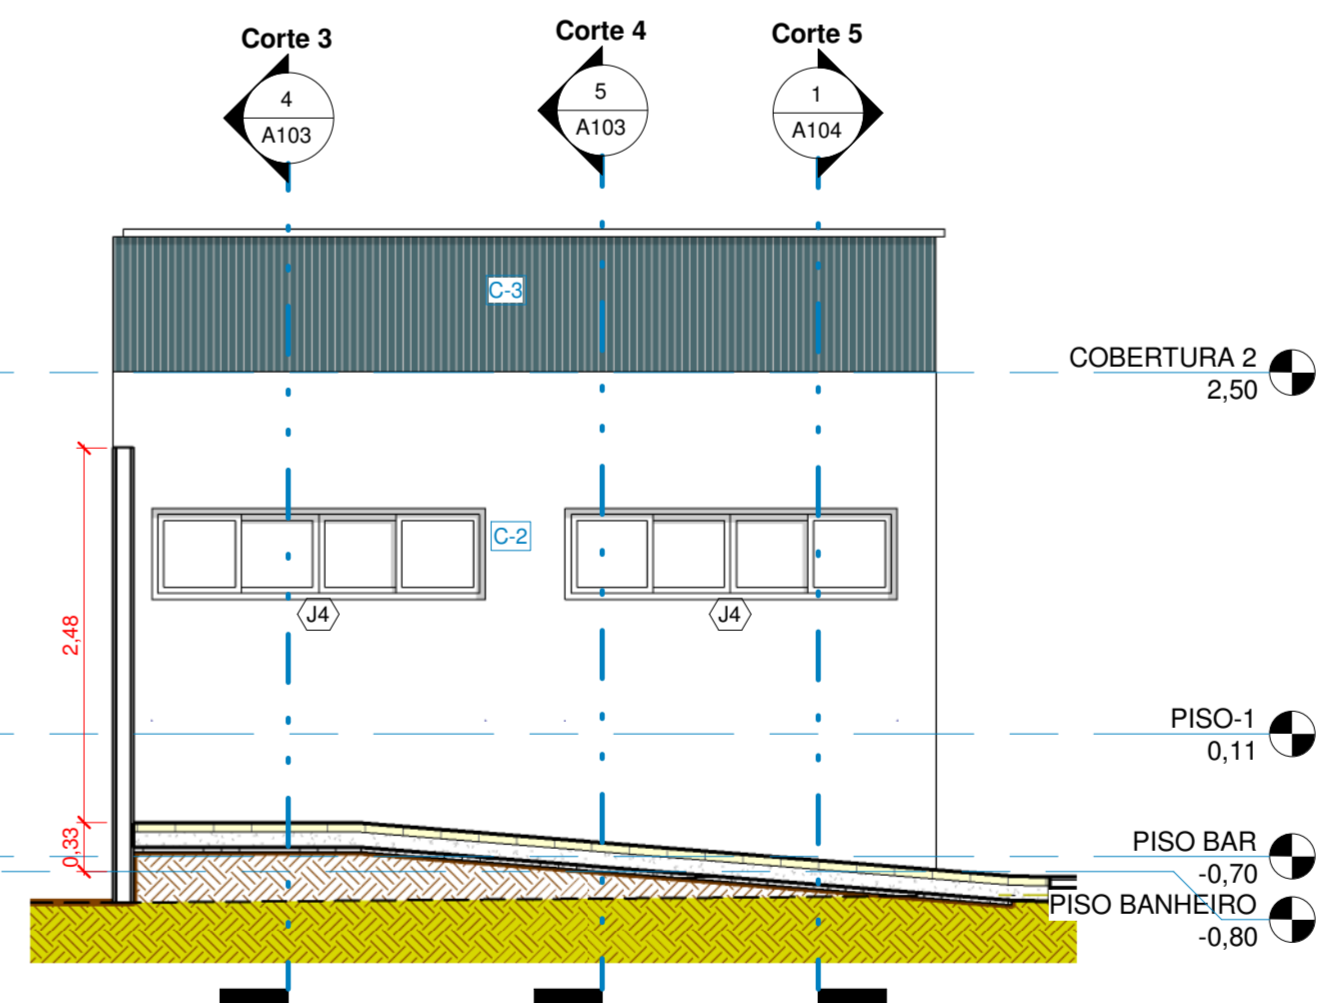 Corte 3
4
A103
Corte 4
5
A103
Corte 5
1
A104
C-3
COBERTURA 2
2,50
C-2
J4
J4
2,48
PISO-1
0,11
0,33
PISO BAR
-0,70
PISO BANHEIRO
-0,80